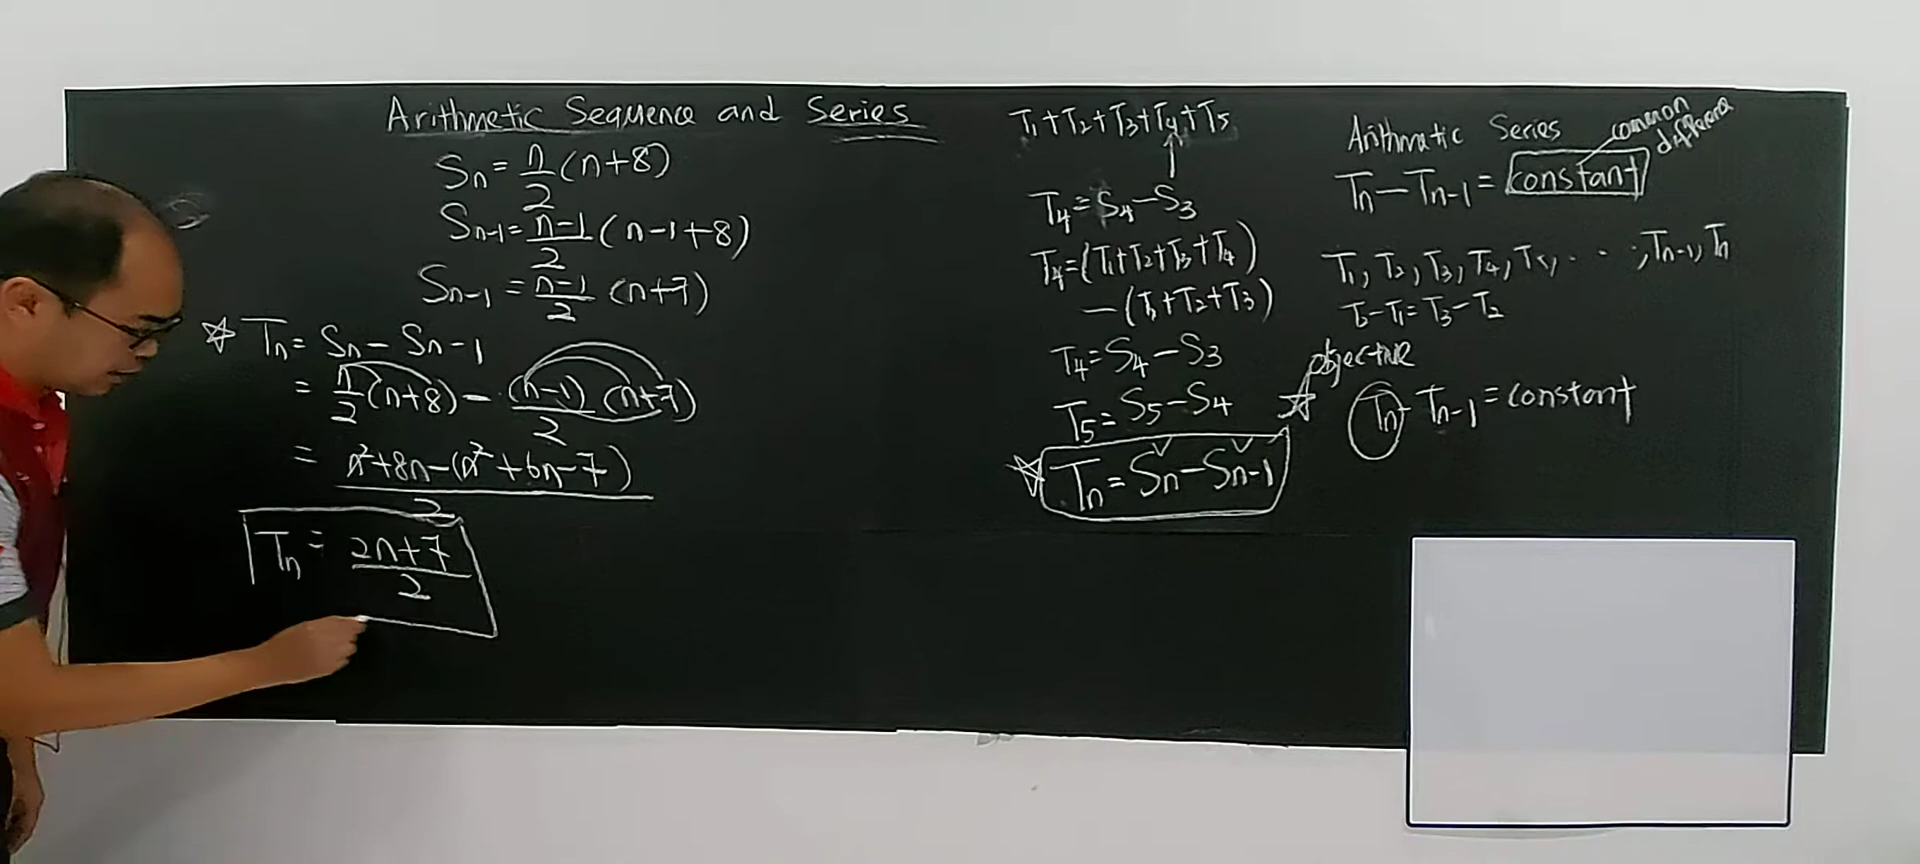 Arithmetic Sequence and Series
Sn = n/2 (n+8)
Sn-1 = n-1/2 (n-1+8)
Sn-1 = n-1/2 (n+7)
☆ Tn = Sn - Sn-1
= n/2 (n+8) - (n-1)/2 (n+7)
= n²+8n-(n²+6n-7) / 2
Tn = 2n+7 / 2
T1+T2+T3+T4+T5
T4 = S4 - S3
T4 = (T1+T2+T3+T4)
- (T1+T2+T3)
T4 = S4 - S3
T5 = S5 - S4
☆ Tn = Sn - Sn-1
Arithmatic Series
common
Tn - Tn-1 = constant
T1, T2, T3, T4, T5, ..., Tn-1, Tn
T2-T1 = T3-T2
☆ objective
Tn - Tn-1 = constant